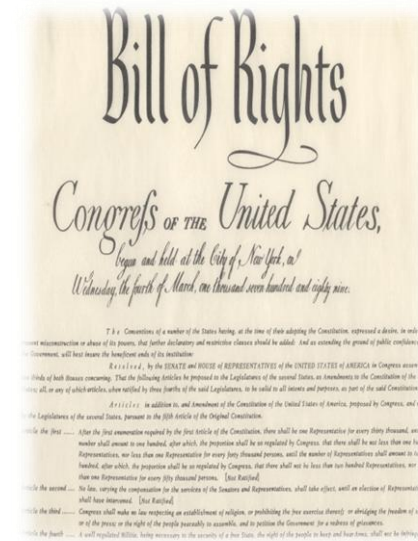 Bill of Rights
Congreſs OF THE United States,
begun and held at the City of New York, on
Wednesday, the fourth of March, one thousand seven hundred and eighty nine.
The Conventions of a number of the States having, at the time of their adopting the Constitution, expressed a desire, in orde
event misconstruction or abuse of its powers, that further declaratory and restrictive clauses should be added: And as extending the ground of public confidence
Government, will best insure the beneficent ends of its institution:
Resolved, by the SENATE and HOUSE of REPRESENTATIVES of the UNITED STATES of AMERICA in Congress assem
thirds of both Houses concurring. That the following Articles be proposed to the Legislatures of the several States, as Amendments to the Constitution of the
all, or any of which articles, when ratified by three fourths of the said Legislatures, to be valid to all intents and purposes, as part of the said Constitution
Articles in addition to, and Amendment of the Constitution of the United States of America, proposed by Congress, and r
the Legislatures of the several States, pursuant to the fifth Article of the Original Constitution.
ticle the first ...... After the first enumeration required by the first Article of the Constitution, there shall be one Representative for every thirty thousand, unt
number shall amount to one hundred, after which, the proportion shall be so regulated by Congress, that there shall be not less than one hu
Representatives, nor less than one Representative for every forty thousand persons, until the number of Representatives shall amount to tw
hundred, after which, the proportion shall be so regulated by Congress, that there shall not be less than two hundred Representatives, nor
than one Representative for every fifty thousand persons. [Not Ratified]
ticle the second ..... No law, varying the compensation for the services of the Senators and Representatives, shall take effect, until an election of Representat
shall have intervened. [Not Ratified]
ticle the third ...... Congress shall make no law respecting an establishment of religion, or prohibiting the free exercise thereof; or abridging the freedom of s
or of the press; or the right of the people peaceably to assemble, and to petition the Government for a redress of grievances.
ticle the fourth ..... A well regulated Militia, being necessary to the security of a free State, the right of the people to keep and bear Arms, shall not be infrin